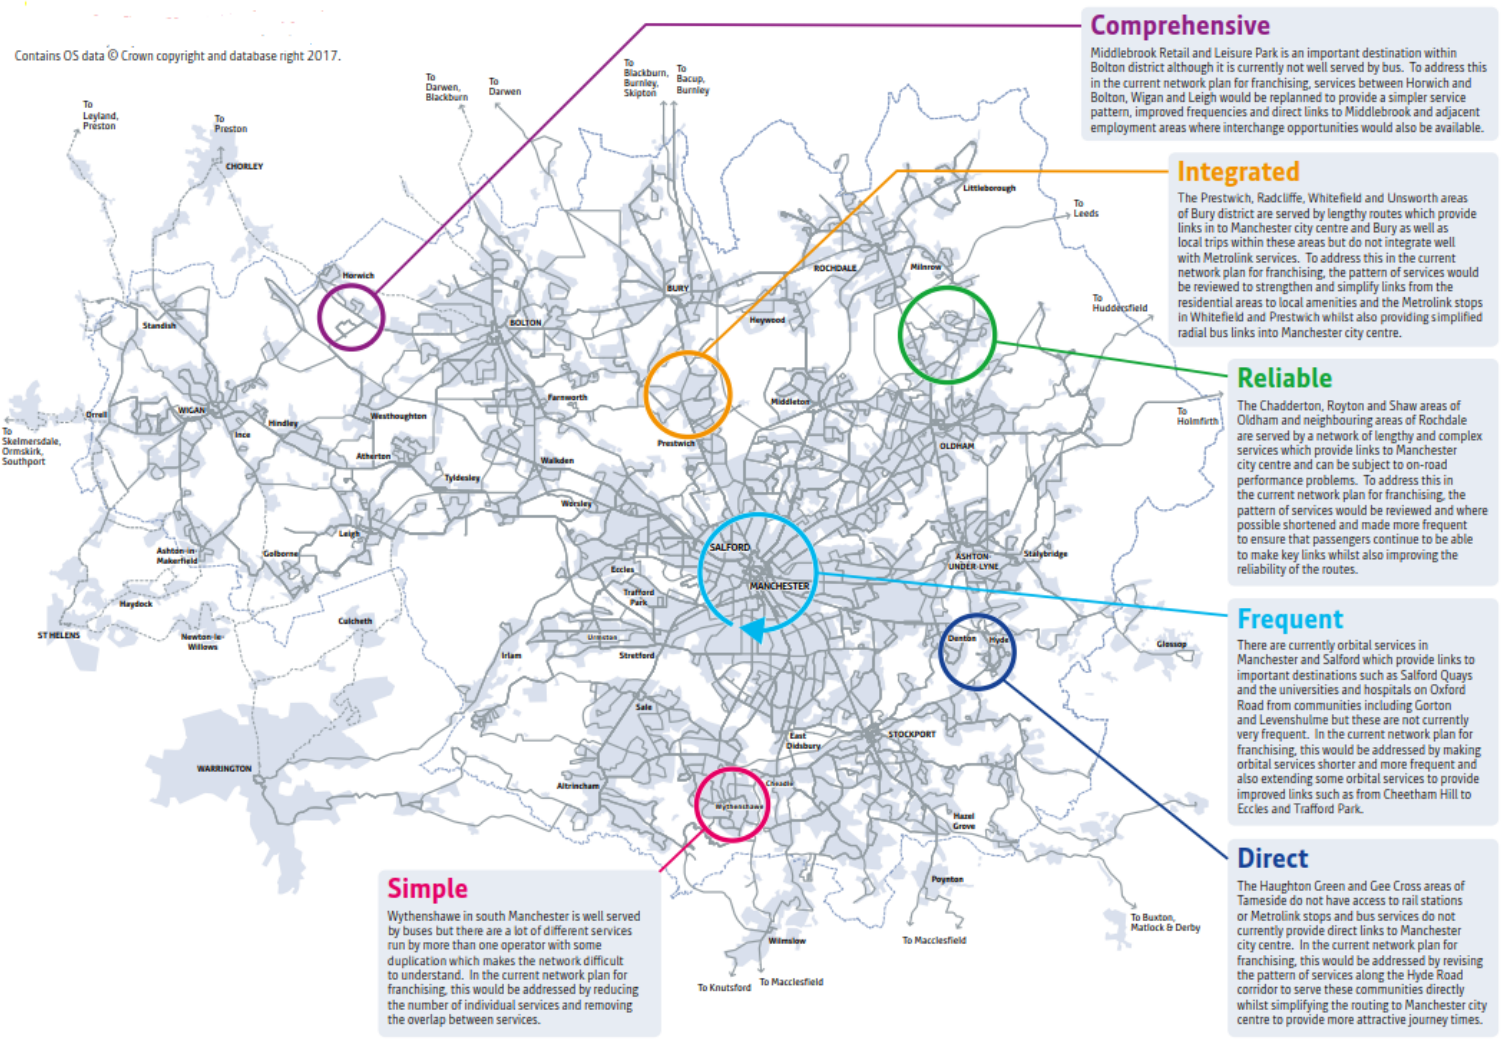 Contains OS data © Crown copyright and database right 2017.
Comprehensive
Middlebrook Retail and Leisure Park is an important destination within
Bolton district although it is currently not well served by bus. To address this
in the current network plan for franchising, services between Horwich and
Bolton, Wigan and Leigh would be replanned to provide a simpler service
pattern, improved frequencies and direct links to Middlebrook and adjacent
employment areas where interchange opportunities would also be available.
Integrated
The Prestwich, Radcliffe, Whitefield and Unsworth areas
of Bury district are served by lengthy routes which provide
links in to Manchester city centre and Bury as well as
local trips within these areas but do not integrate well
with Metrolink services. To address this in the current
network plan for franchising, the pattern of services would
be reviewed to strengthen and simplify links from the
residential areas to local amenities and the Metrolink stops
in Whitefield and Prestwich whilst also providing simplified
radial bus links into Manchester city centre.
Reliable
The Chadderton, Royton and Shaw areas of
Oldham and neighbouring areas of Rochdale
are served by a network of lengthy and complex
services which provide links to Manchester
city centre and can be subject to on-road
performance problems. To address this in
the current network plan for franchising, the
pattern of services would be reviewed and where
possible shortened and made more frequent
to ensure that passengers continue to be able
to make key links whilst also improving the
reliability of the routes.
Frequent
There are currently orbital services in
Manchester and Salford which provide links to
important destinations such as Salford Quays
and the universities and hospitals on Oxford
Road from communities including Gorton
and Levenshulme but these are not currently
very frequent. In the current network plan for
franchising, this would be addressed by making
orbital services shorter and more frequent and
also extending some orbital services to provide
improved links such as from Cheetham Hill to
Eccles and Trafford Park.
Direct
The Haughton Green and Gee Cross areas of
Tameside do not have access to rail stations
or Metrolink stops and bus services do not
currently provide direct links to Manchester
city centre. In the current network plan for
franchising, this would be addressed by revising
the pattern of services along the Hyde Road
corridor to serve these communities directly
whilst simplifying the routing to Manchester city
centre to provide more attractive journey times.
Simple
Wythenshawe in south Manchester is well served
by buses but there are a lot of different services
run by more than one operator with some
duplication which makes the network difficult
to understand. In the current network plan for
franchising, this would be addressed by reducing
the number of individual services and removing
the overlap between services.
To
Leyland,
Preston
To
Preston
CHORLEY
To
Darwen,
Blackburn
To
Darwen
To
Blackburn,
Burnley,
Skipton
To
Bacup,
Burnley
Littleborough
To
Leeds
ROCHDALE
Milnrow
Horwich
BURY
To
Huddersfield
Standish
BOLTON
Heywood
Farnworth
Middleton
WIGAN
Orrell
Hindley
Westhoughton
To
Holmfirth
To
Skelmersdale,
Ormskirk,
Southport
Ince
Prestwich
OLDHAM
Atherton
Walkden
Tyldesley
Worsley
Leigh
SALFORD
Ashton-in
Makerfield
Golborne
ASHTON-
UNDER-LYNE
Stalybridge
Eccles
MANCHESTER
Trafford
Park
Haydock
Culcheth
ST HELENS
Newton-le-
Willows
Urmston
Denton
Hyde
Glossop
Irlam
Stretford
Sale
East
Didsbury
STOCKPORT
WARRINGTON
Altrincham
Cheadle
Wythenshawe
Hazel
Grove
Poynton
To Buxton,
Matlock & Derby
Wilmslow
To Macclesfield
To Knutsford
To Macclesfield